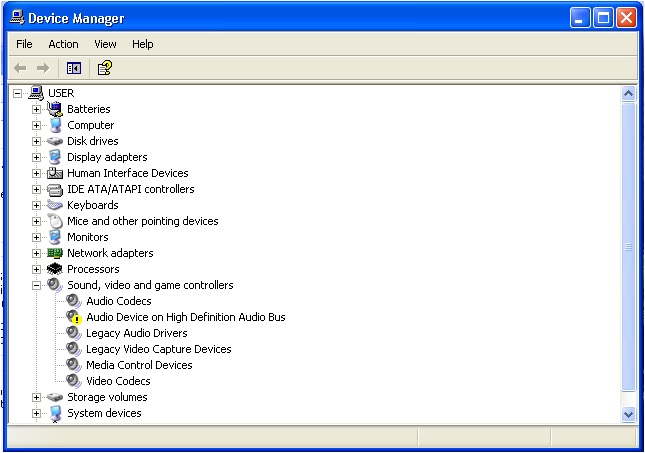 Device Manager
File Action View Help
USER
Batteries
Computer
Disk drives
Display adapters
Human Interface Devices
IDE ATA/ATAPI controllers
Keyboards
Mice and other pointing devices
Monitors
Network adapters
Processors
Sound, video and game controllers
Audio Codecs
Audio Device on High Definition Audio Bus
Legacy Audio Drivers
Legacy Video Capture Devices
Media Control Devices
Video Codecs
Storage volumes
System devices